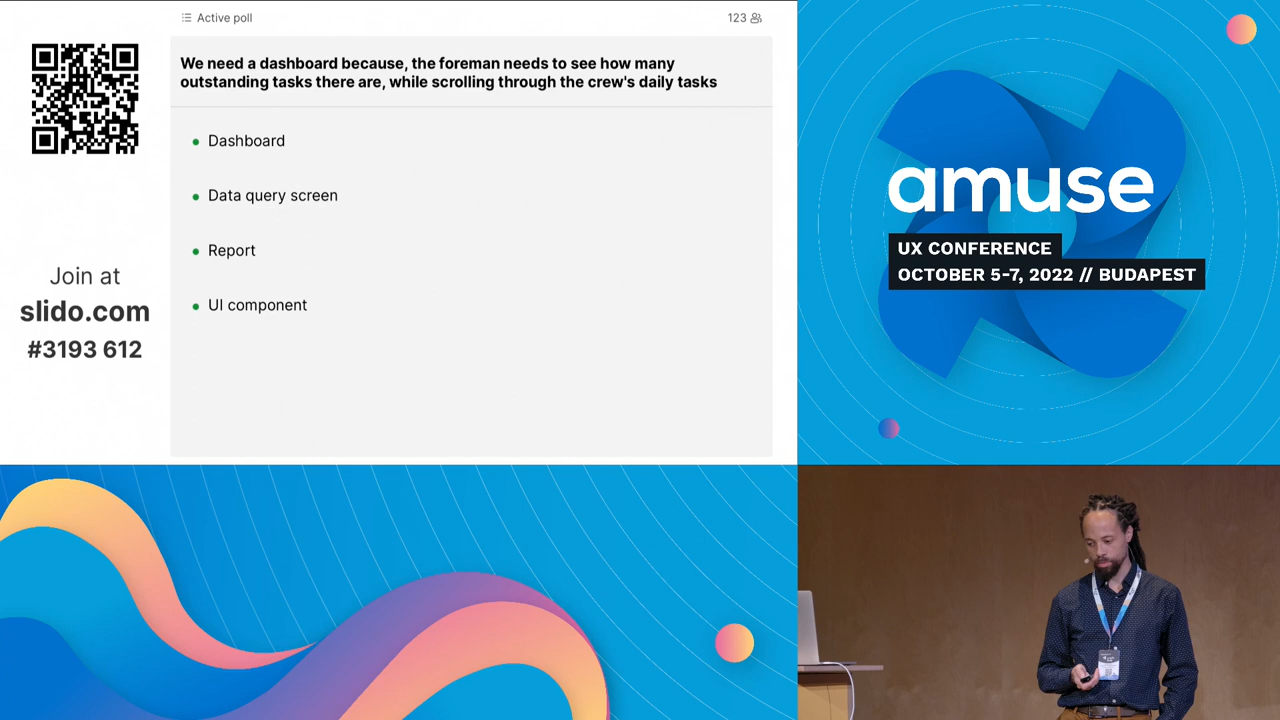 Active poll
123
We need a dashboard because, the foreman needs to see how many
outstanding tasks there are, while scrolling through the crew's daily tasks
Dashboard
Data query screen
Report
UI component
Join at
slido.com
#3193 612
amuse
UX CONFERENCE
OCTOBER 5-7, 2022 // BUDAPEST